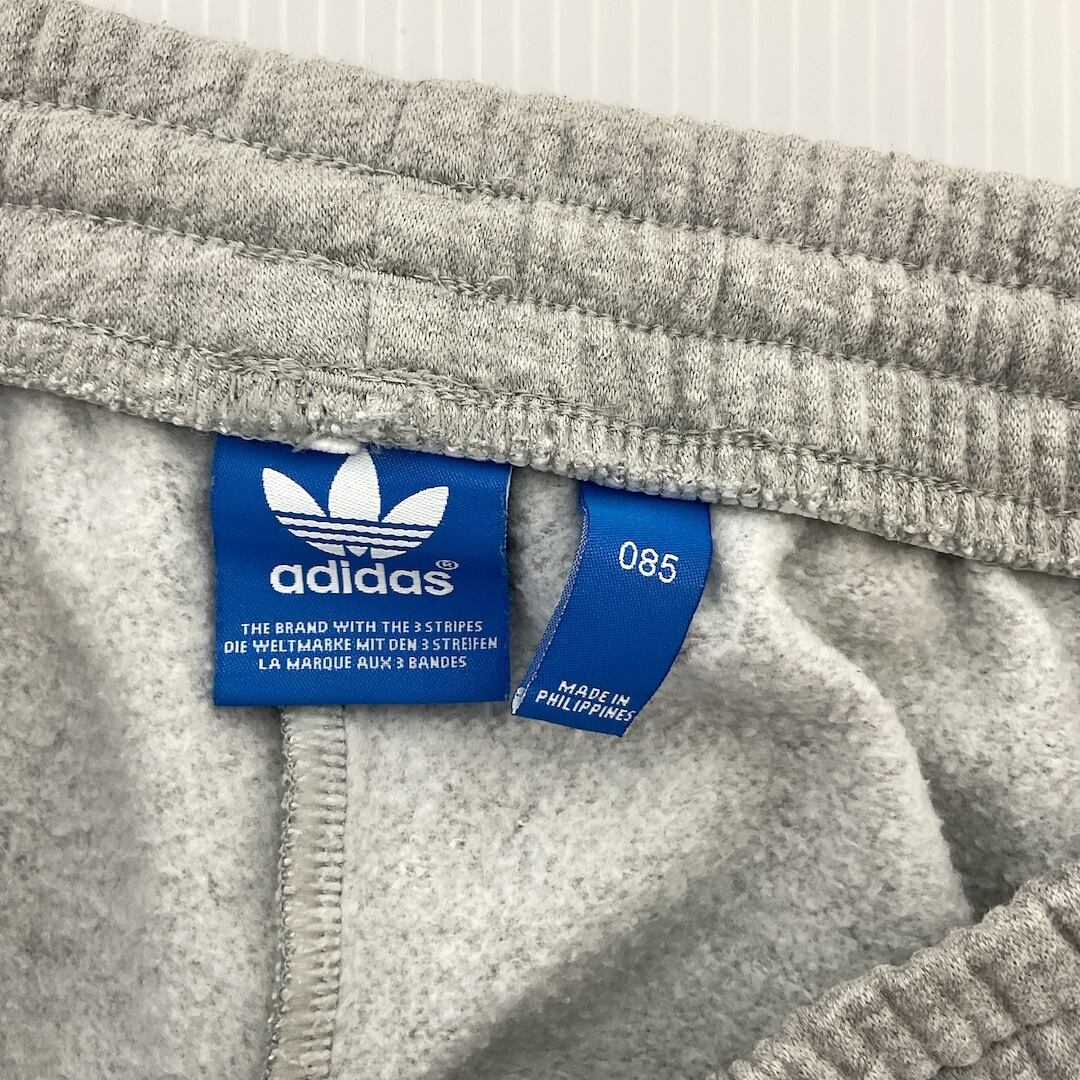 adidas®
THE BRAND WITH THE 3 STRIPES
DIE WELTMARKE MIT DEN 3 STREIFEN
LA MARQUE AUX 3 BANDES
085
MADE IN
PHILIPPINES